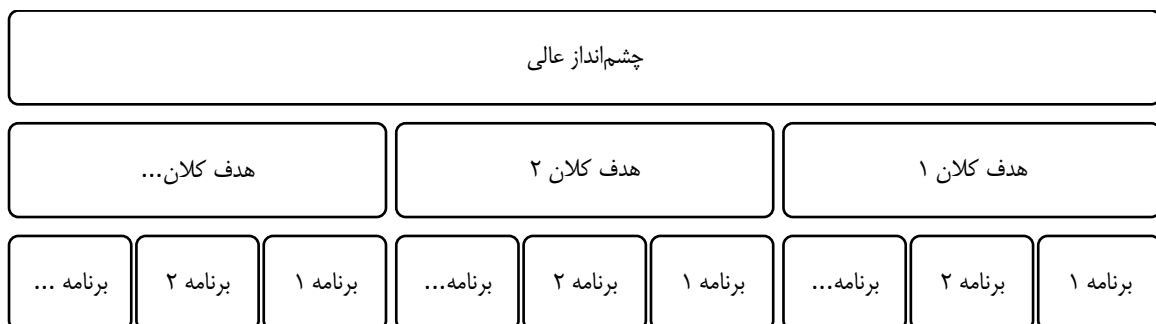 چشم‌انداز عالی
هدف کلان ۱
هدف کلان ۲
هدف کلان...
برنامه ۱
برنامه ۲
برنامه...
برنامه ۱
برنامه ۲
برنامه...
برنامه ۱
برنامه ۲
برنامه ...